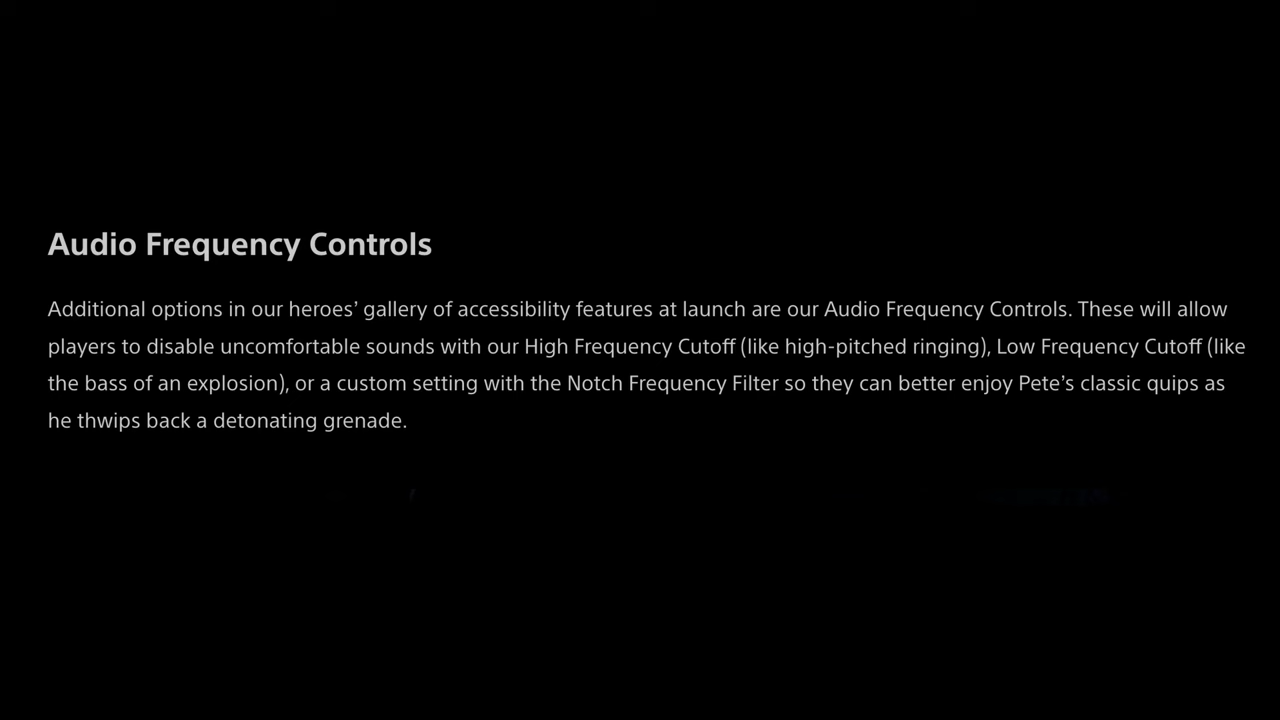 Audio Frequency Controls
Additional options in our heroes’ gallery of accessibility features at launch are our Audio Frequency Controls. These will allow
players to disable uncomfortable sounds with our High Frequency Cutoff (like high-pitched ringing), Low Frequency Cutoff (like
the bass of an explosion), or a custom setting with the Notch Frequency Filter so they can better enjoy Pete’s classic quips as
he thwips back a detonating grenade.